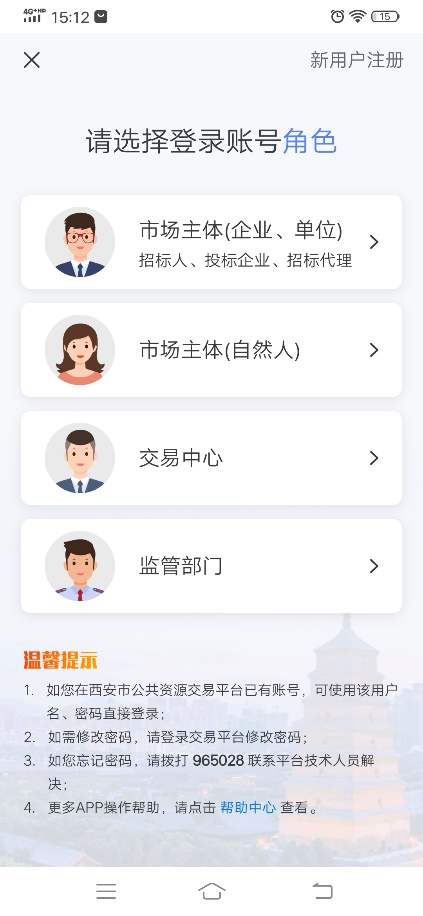 4G+HD 15:12 15
新用户注册
请选择登录账号角色
市场主体(企业、单位)
招标人、投标企业、招标代理
市场主体(自然人)
交易中心
监管部门
温馨提示
1. 如您在西安市公共资源交易平台已有账号，可使用该用户
名、密码直接登录；
2. 如需修改密码，请登录交易平台修改密码；
3. 如您忘记密码，请拨打 965028 联系平台技术人员解
决；
4. 更多APP操作帮助，请点击 帮助中心 查看。